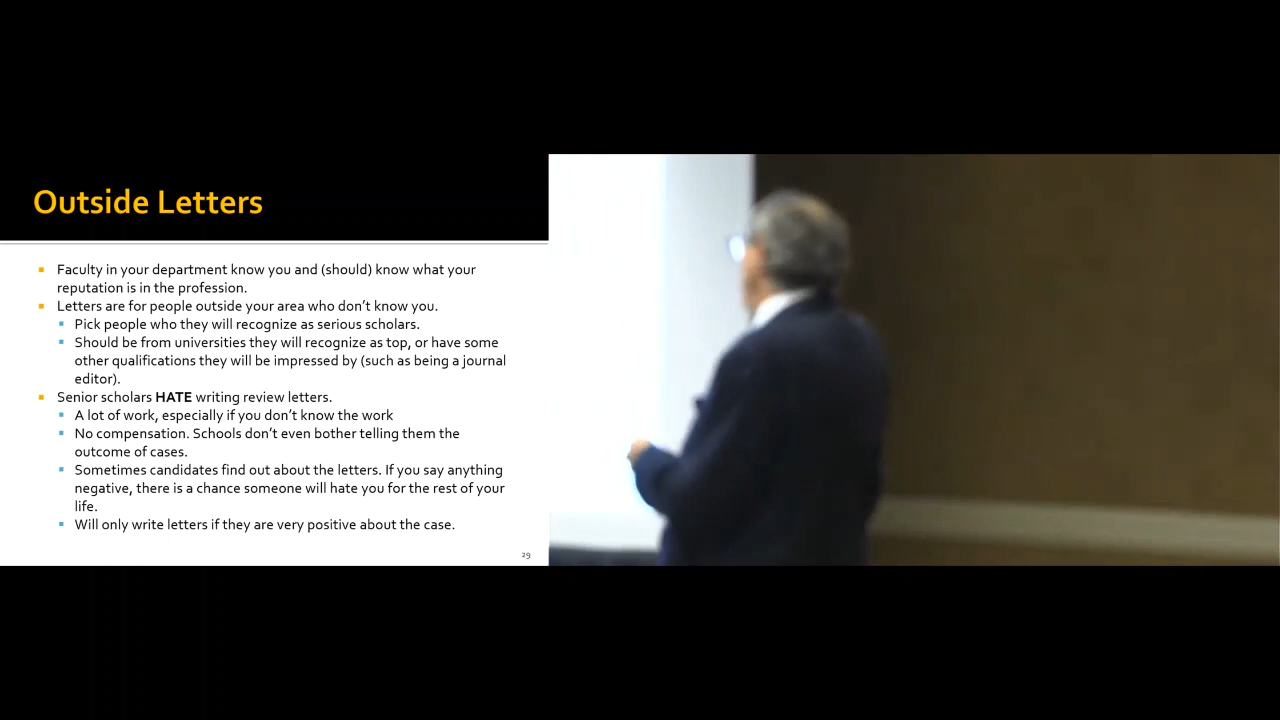 Outside Letters
Faculty in your department know you and (should) know what your
reputation is in the profession.
Letters are for people outside your area who don't know you.
Pick people who they will recognize as serious scholars.
Should be from universities they will recognize as top, or have some
other qualifications they will be impressed by (such as being a journal
editor).
Senior scholars HATE writing review letters.
A lot of work, especially if you don't know the work
No compensation. Schools don't even bother telling them the
outcome of cases.
Sometimes candidates find out about the letters. If you say anything
negative, there is a chance someone will hate you for the rest of your
life.
Will only write letters if they are very positive about the case.
29